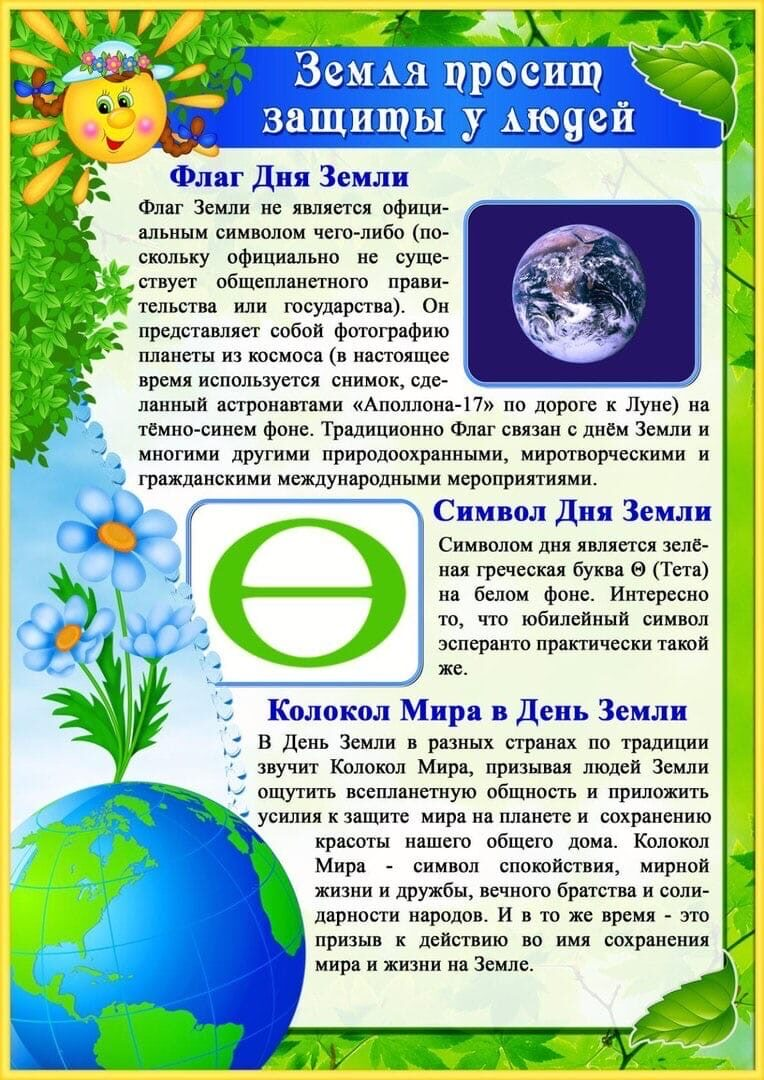 Земля просит
защиты у людей
Флаг Дня Земли
Флаг Земли не является офици-
альным символом чего-либо (по-
скольку официально не суще-
ствует общепланетного прави-
тельства или государства). Он
представляет собой фотографию
планеты из космоса (в настоящее
время используется снимок, сде-
ланный астронавтами «Аполлона-17» по дороге к Луне) на
тёмно-синем фоне. Традиционно Флаг связан с днём Земли и
многими другими природоохранными, миротворческими и
гражданскими международными мероприятиями.
Символ Дня Земли
Символом дня является зелё-
ная греческая буква Θ (Тета)
на белом фоне. Интересно
то, что юбилейный символ
эсперанто практически такой
же.
Колокол Мира в День Земли
В День Земли в разных странах по традиции
звучит Колокол Мира, призывая людей Земли
ощутить всепланетную общность и приложить
усилия к защите мира на планете и сохранению
красоты нашего общего дома. Колокол
Мира - символ спокойствия, мирной
жизни и дружбы, вечного братства и соли-
дарности народов. И в то же время - это
призыв к действию во имя сохранения
мира и жизни на Земле.